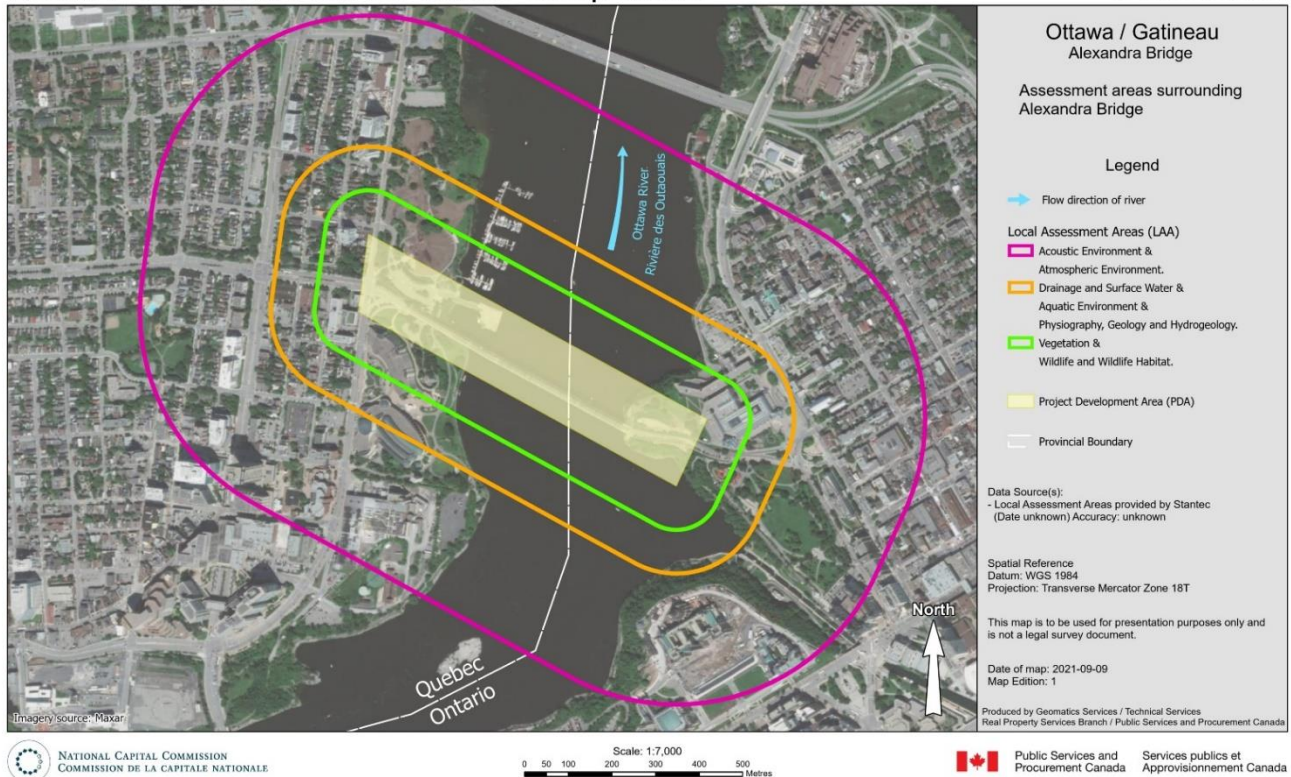 Ottawa / Gatineau
Alexandra Bridge
Assessment areas surrounding
Alexandra Bridge
Legend
Flow direction of river
Local Assessment Areas (LAA)
Acoustic Environment &
Atmospheric Environment.
Drainage and Surface Water &
Aquatic Environment &
Physiography, Geology and Hydrogeology.
Vegetation &
Wildlife and Wildlife Habitat.
Project Development Area (PDA)
Provincial Boundary
Data Source(s):
- Local Assessment Areas provided by Stantec
(Date unknown) Accuracy: unknown
Spatial Reference
Datum: WGS 1984
Projection: Transverse Mercator Zone 18T
This map is to be used for presentation purposes only and
is not a legal survey document.
Date of map: 2021-09-09
Map Edition: 1
Produced by Geomatics Services / Technical Services
Real Property Services Branch / Public Services and Procurement Canada
Ottawa River
Rivière des Outaouais
North
Quebec
Ontario
Imagery source: Maxar
NATIONAL CAPITAL COMMISSION
COMMISSION DE LA CAPITALE NATIONALE
Scale: 1:7,000
0 50 100 200 300 400 500
Metres
Public Services and
Procurement Canada
Services publics et
Approvisionnement Canada